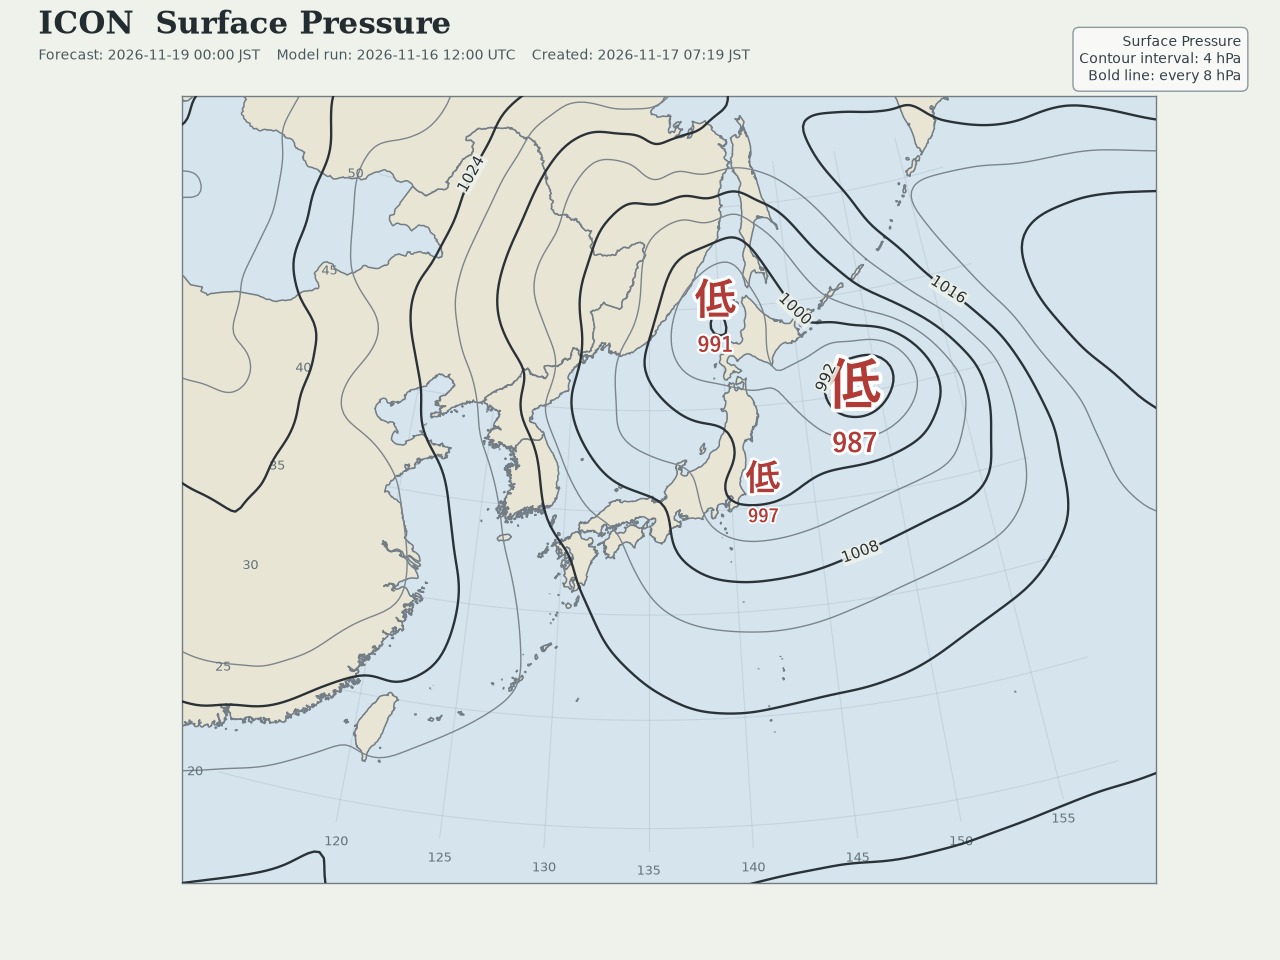 ICON  Surface Pressure
Forecast: 2026-11-19 00:00 JST    Model run: 2026-11-16 12:00 UTC    Created: 2026-11-17 07:19 JST
Surface Pressure
Contour interval: 4 hPa
Bold line: every 8 hPa
50
1024
45
1016
低
1000
991
40
992
低
987
35
低
997
1008
30
25
20
120
125
130
135
140
145
150
155